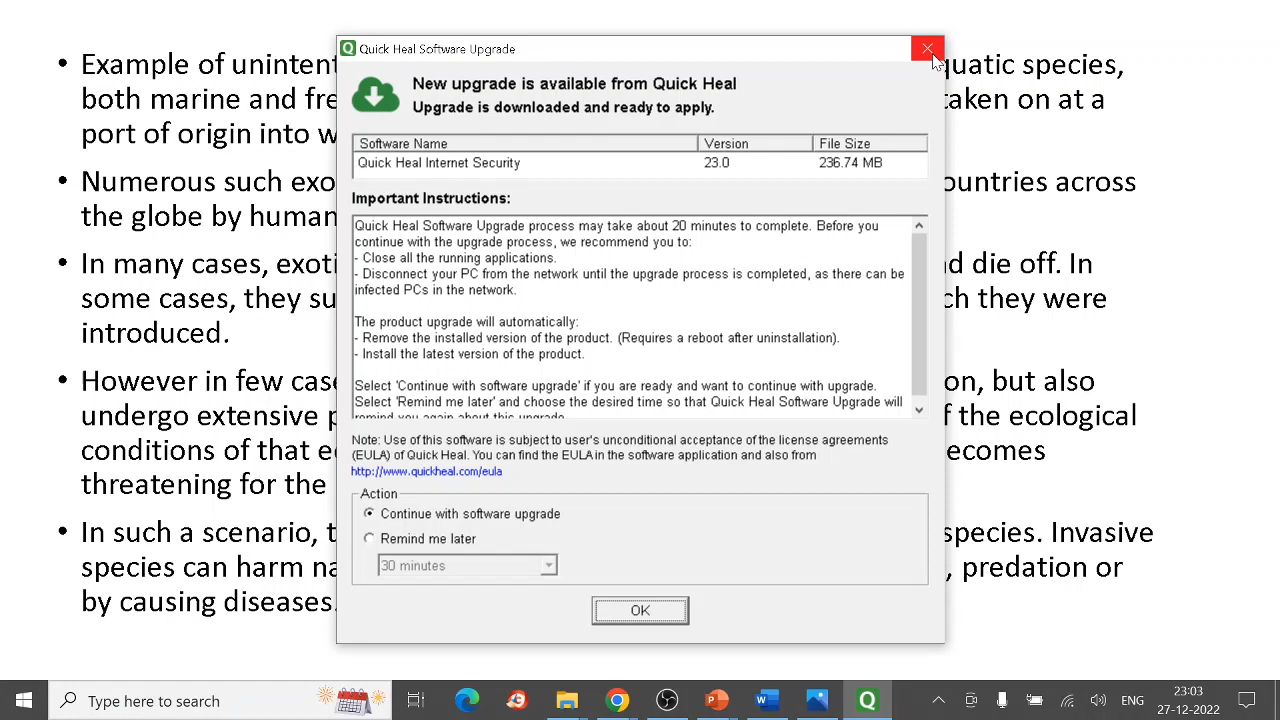 Quick Heal Software Upgrade
New upgrade is available from Quick Heal
Upgrade is downloaded and ready to apply.
Software Name Version File Size
Quick Heal Internet Security 23.0 236.74 MB
Important Instructions:
Quick Heal Software Upgrade process may take about 20 minutes to complete. Before you
continue with the upgrade process, we recommend you to:
- Close all the running applications.
- Disconnect your PC from the network until the upgrade process is completed, as there can be
infected PCs in the network.
The product upgrade will automatically:
- Remove the installed version of the product. (Requires a reboot after uninstallation).
- Install the latest version of the product.
Select 'Continue with software upgrade' if you are ready and want to continue with upgrade.
Select 'Remind me later' and choose the desired time so that Quick Heal Software Upgrade will
remind you again about this upgrade
Note: Use of this software is subject to user's unconditional acceptance of the license agreements
(EULA) of Quick Heal. You can find the EULA in the software application and also from
http://www.quickheal.com/eula
Action
Continue with software upgrade
Remind me later
30 minutes
OK
• Example of unintent quatic species,
both marine and fre taken on at a
port of origin into w
• Numerous such exo ountries across
the globe by human
• In many cases, exoti d die off. In
some cases, they su ch they were
introduced.
• However in few case on, but also
undergo extensive p f the ecological
conditions of that e ecomes
threatening for the
• In such a scenario, t species. Invasive
species can harm na , predation or
by causing diseases.
Type here to search
ENG
23:03
27-12-2022